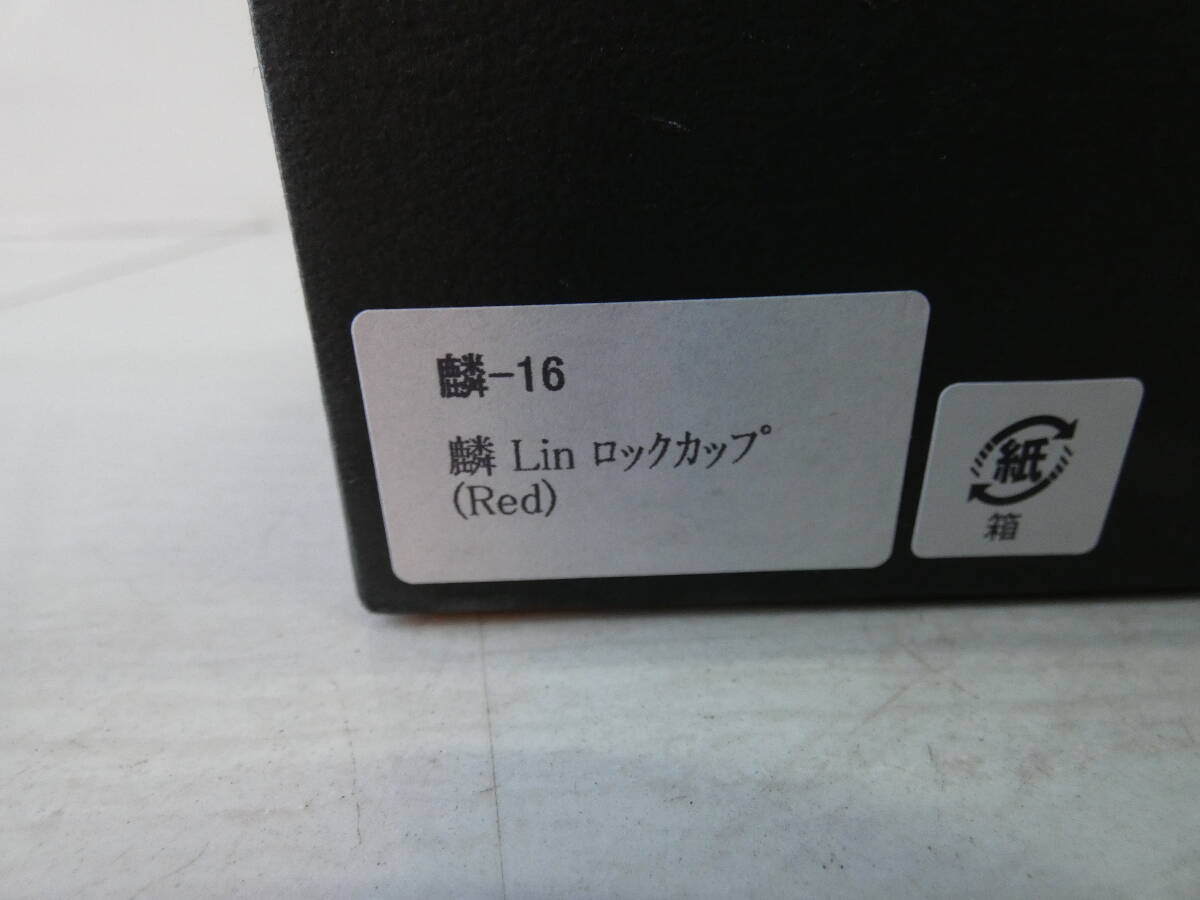 麟-16
麟 Lin ロックカップ
(Red)
紙
箱